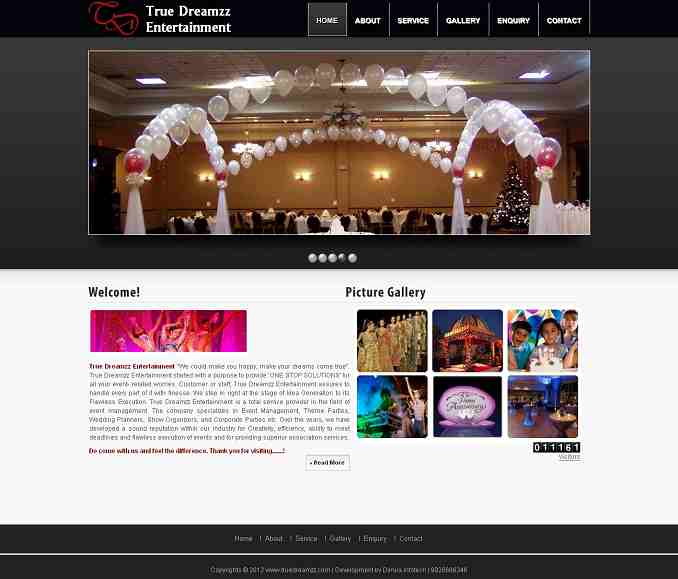 True Dreamzz
Entertainment
HOME
ABOUT
SERVICE
GALLERY
ENQUIRY
CONTACT
Welcome!
Picture Gallery
True Dreamzz Entertainment "We could make you happy, make your dreams come true".
True Dreamzz Entertainment started with a purpose to provide 'ONE STOP SOLUTIONS' for
all your event- related worries. Customer or staff, True Dreamzz Entertainment assures to
handle every part of it with finesse. We step in right at the stage of Idea Generation to its
Flawless Execution. True Dreamzz Entertainment is a total service provider in the field of
event management. The company specializes in Event Management, Theme Parties,
Wedding Planners, Show Organizers, and Corporate Parties etc. Over the years, we have
developed a sound reputation within our industry for Creativity, efficiency, ability to meet
deadlines and flawless execution of events and for providing superior association services.
Do come with us and feel the difference. Thank you for visiting......!
• Read More
Anniversary
011161
Visitors
Home | About | Service | Gallery | Enquiry | Contact
Copyrights © 2012 www.truedreamzz.com | Development by Infotech |